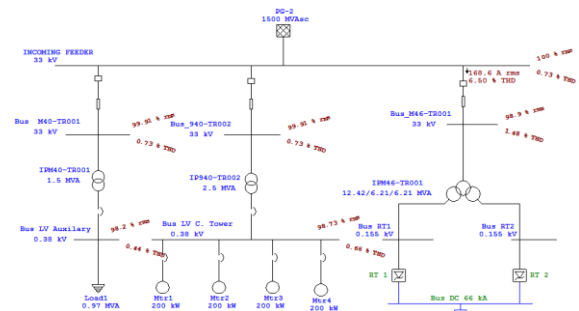 PG-2
1500 MVAsc
INCOMING FEEDER
33 kV
100 % rms
0.73 % THD
168.6 A rms
6.50 % THD
Bus M40-TR001
33 kV
99.91 % rms
0.73 % THD
Bus_940-TR002
33 kV
99.91 % rms
0.73 % THD
Bus_M46-TR001
33 kV
98.9 % rms
1.48 % THD
IPM40-TR001
1.5 MVA
IP940-TR002
2.5 MVA
IPM46-TR001
12.42/6.21/6.21 MVA
Bus LV Auxilary
0.38 kV
98.2 % rms
0.44 % THD
Bus LV C. Tower
0.38 kV
98.73 % rms
0.66 % THD
Bus RT1
0.155 kV
Bus RT2
0.155 kV
RT 1
RT 2
Bus DC 66 kA
Load1
0.97 MVA
Mtr1
200 kW
Mtr2
200 kW
Mtr3
200 kW
Mtr4
200 kW